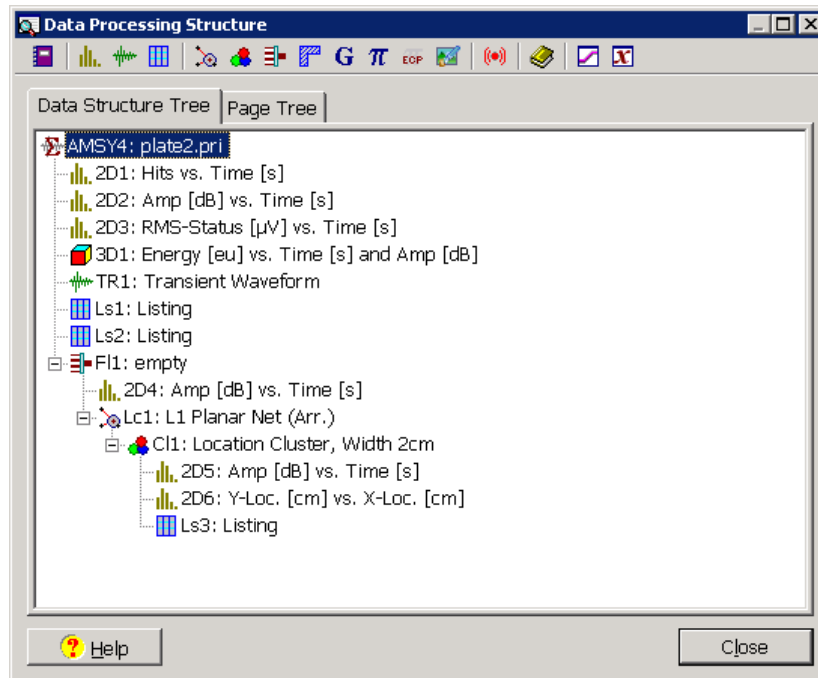 Data Processing Structure
G π ECP x
Data Structure Tree Page Tree
AMSY4: plate2.pri
2D1: Hits vs. Time [s]
2D2: Amp [dB] vs. Time [s]
2D3: RMS-Status [µV] vs. Time [s]
3D1: Energy [eu] vs. Time [s] and Amp [dB]
TR1: Transient Waveform
Ls1: Listing
Ls2: Listing
Fl1: empty
2D4: Amp [dB] vs. Time [s]
Lc1: L1 Planar Net (Arr.)
Cl1: Location Cluster, Width 2cm
2D5: Amp [dB] vs. Time [s]
2D6: Y-Loc. [cm] vs. X-Loc. [cm]
Ls3: Listing
? Help Close